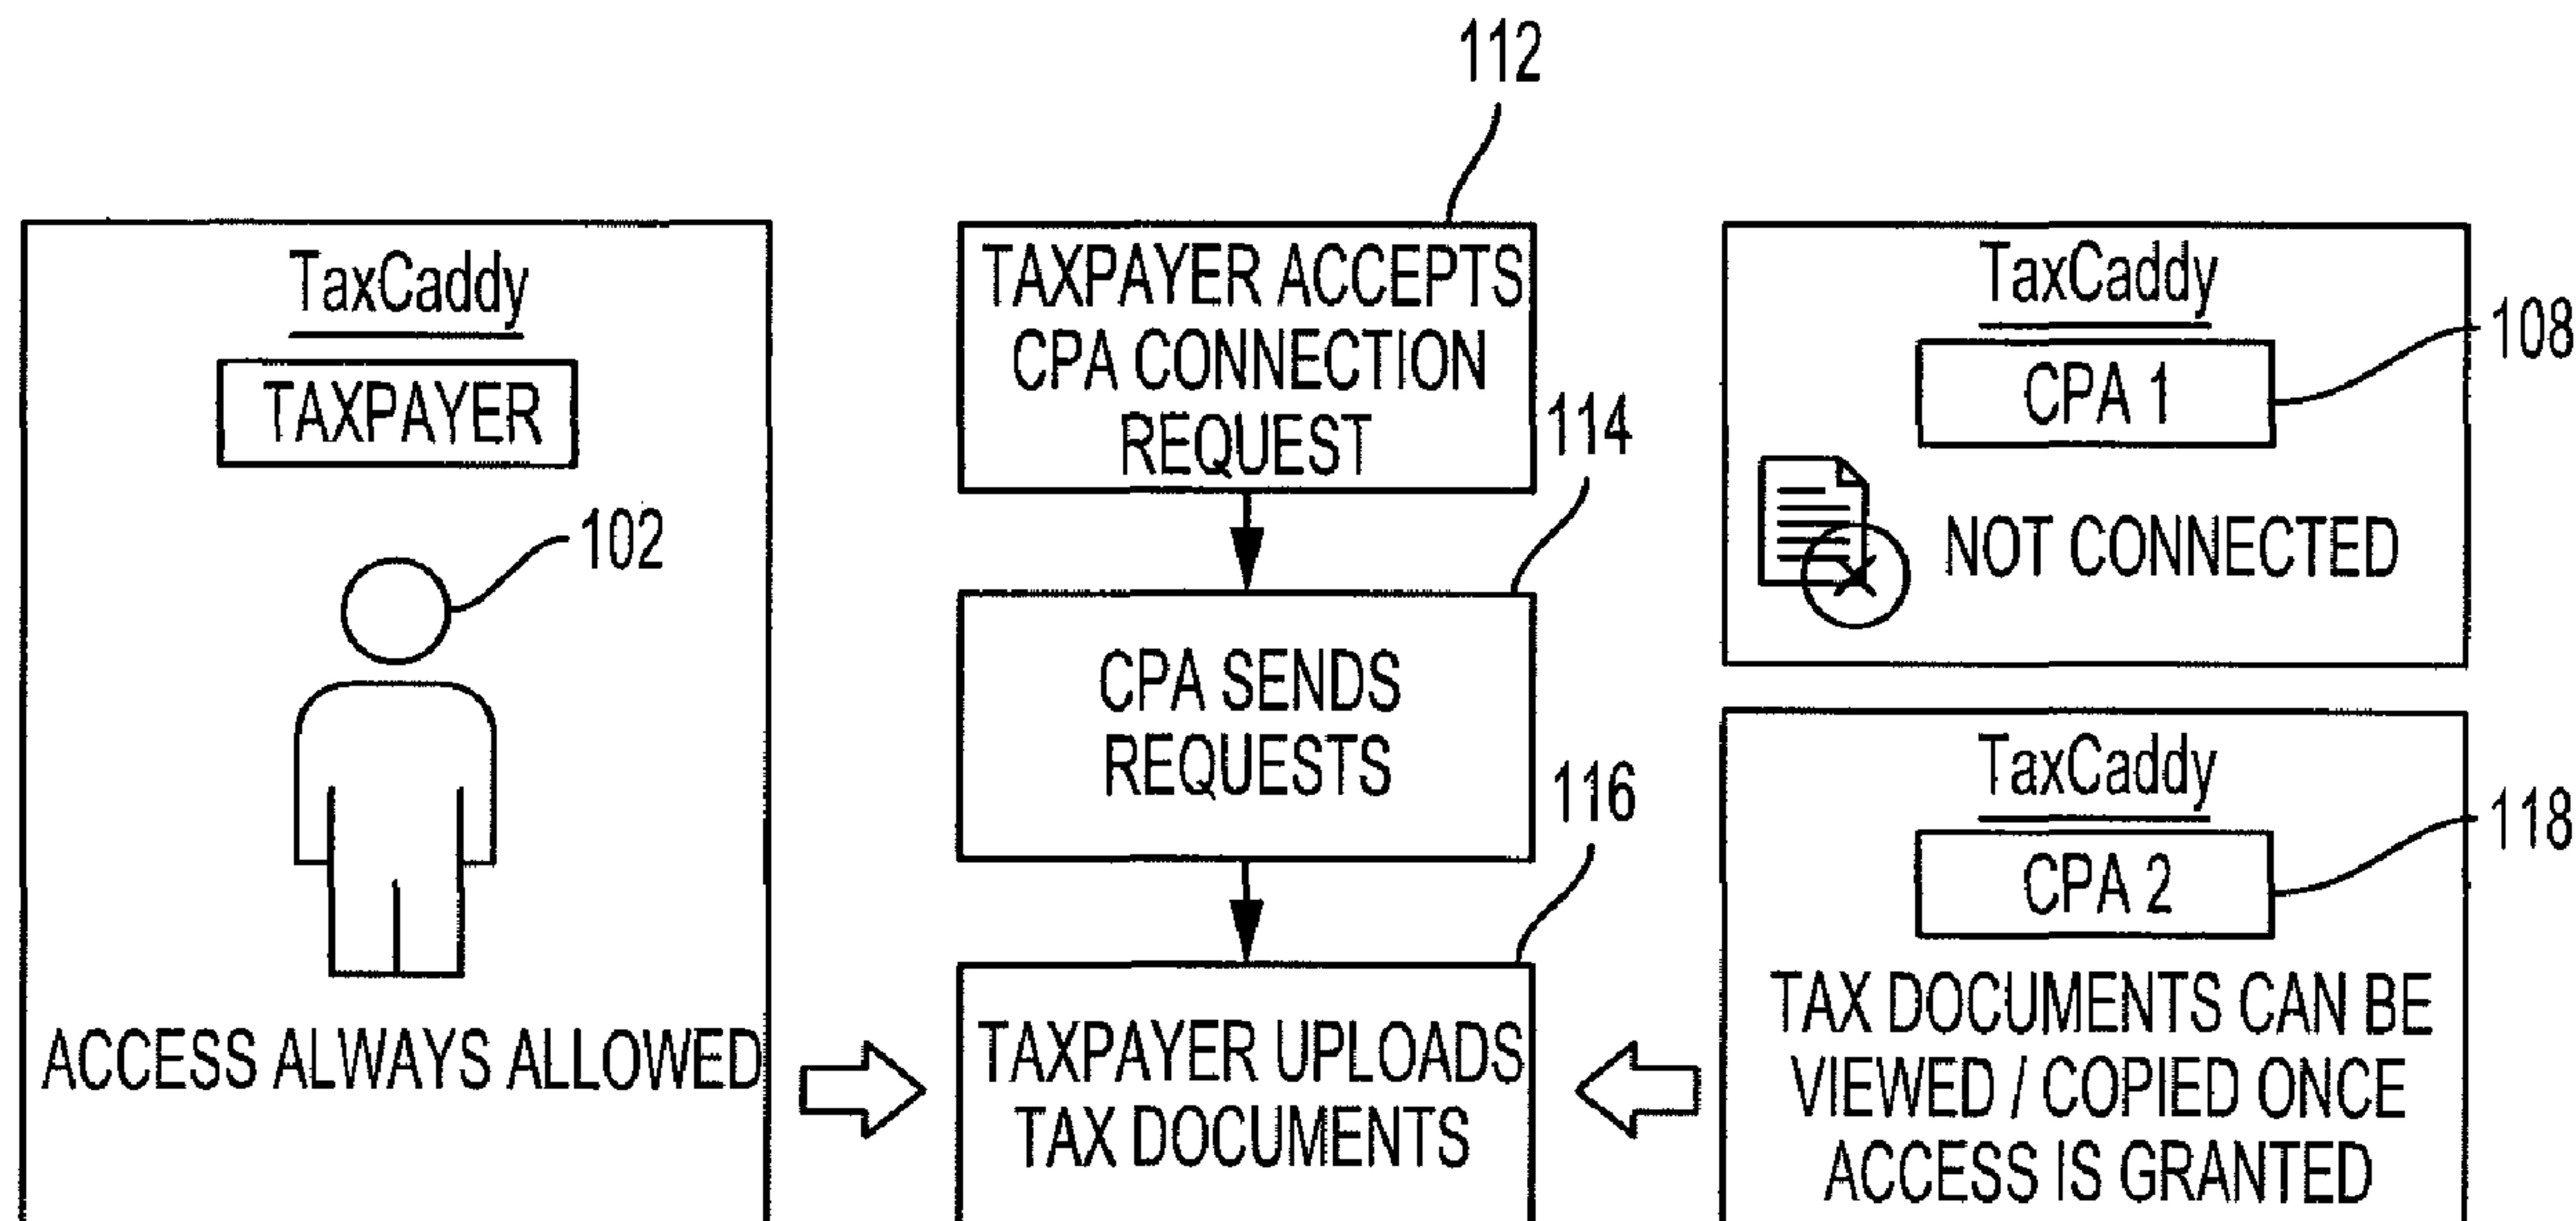 112
TaxCaddy
TAXPAYER
102
ACCESS ALWAYS ALLOWED
TAXPAYER ACCEPTS
CPA CONNECTION
REQUEST
114
CPA SENDS
REQUESTS
116
TAXPAYER UPLOADS
TAX DOCUMENTS
TaxCaddy
108
CPA 1
NOT CONNECTED
TaxCaddy
118
CPA 2
TAX DOCUMENTS CAN BE
VIEWED / COPIED ONCE
ACCESS IS GRANTED